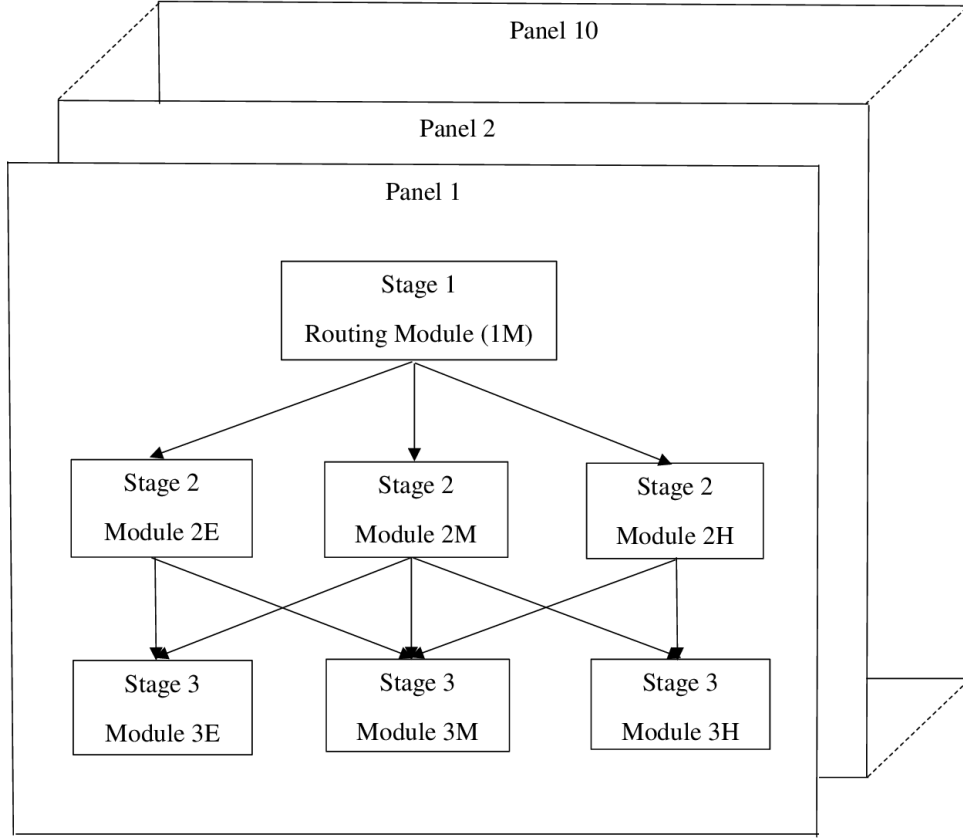 Panel 10
Panel 2
Panel 1
Stage 1
Routing Module (1M)
Stage 2
Module 2E
Stage 2
Module 2M
Stage 2
Module 2H
Stage 3
Module 3E
Stage 3
Module 3M
Stage 3
Module 3H